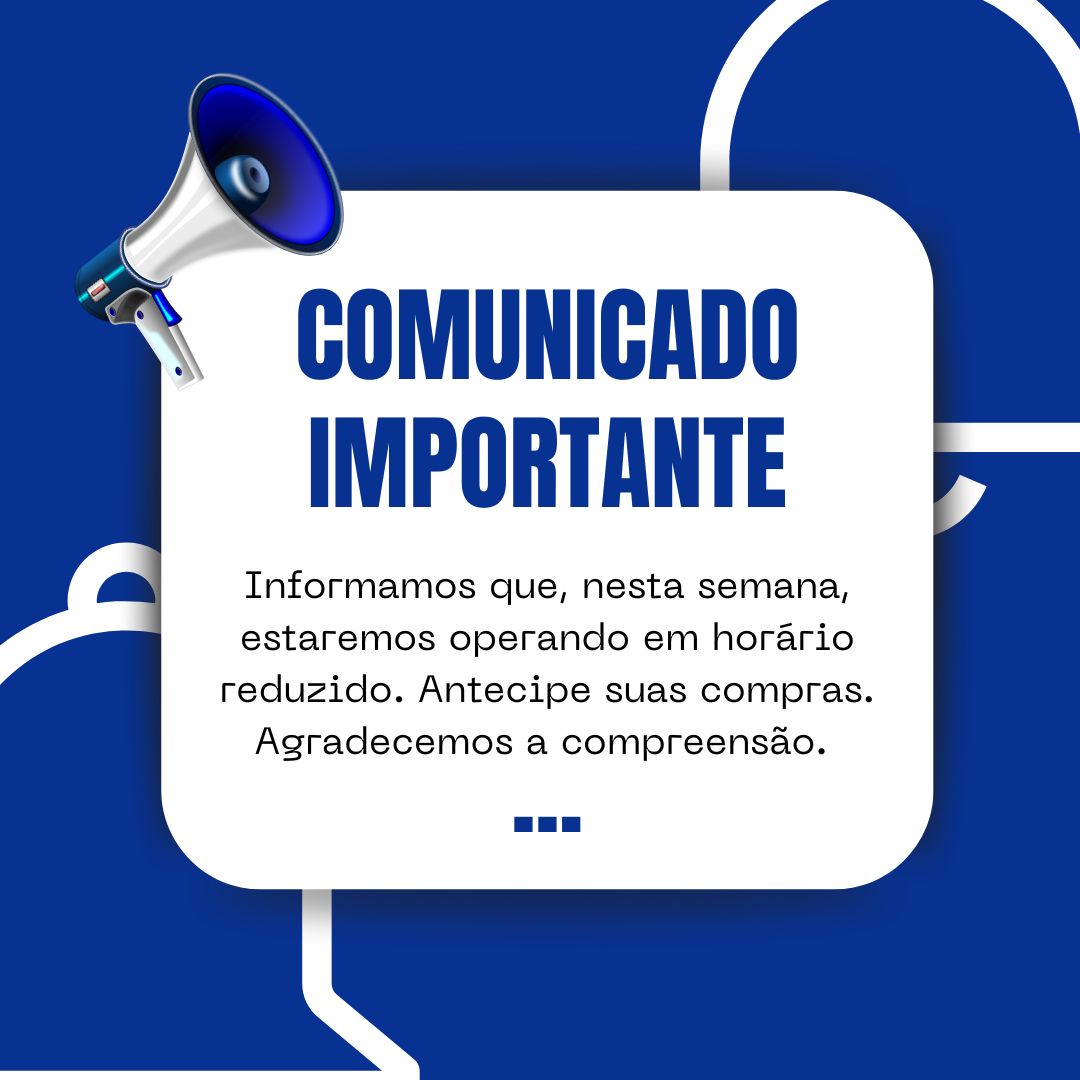 COMUNICADO
IMPORTANTE
Informamos que, nesta semana,
estaremos operando em horário
reduzido. Antecipe suas compras.
Agradecemos a compreensão.